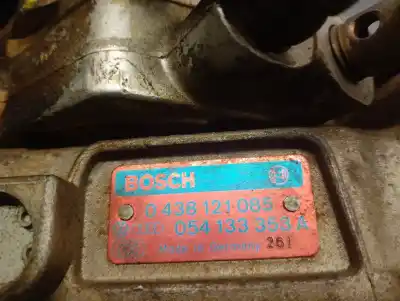 BOSCH
0 438 121 085
054 133 353 A
Made in Germany 261